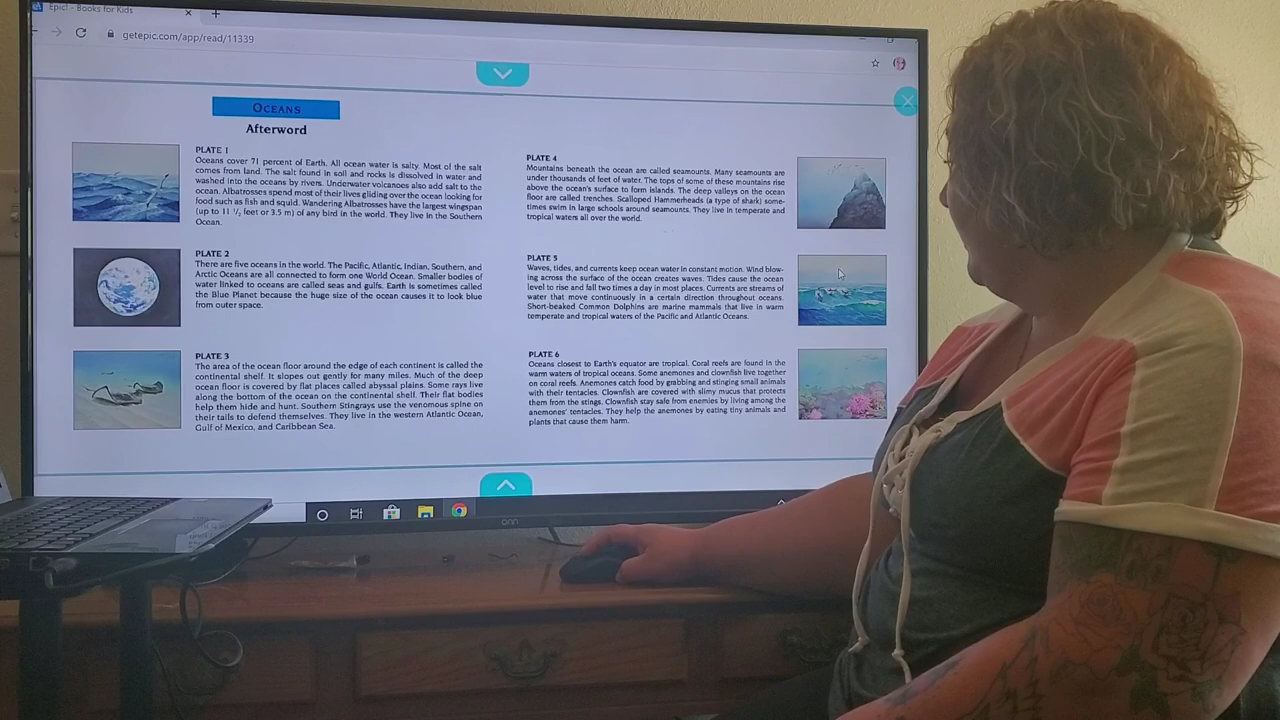 Epic! - Books for Kids
getepic.com/app/read/11339
OCEANS
Afterword
PLATE 1
Oceans cover 71 percent of Earth. All ocean water is salty. Most of the salt
comes from land. The salt found in soil and rocks is dissolved in water and
washed into the oceans by rivers. Underwater volcanoes also add salt to the
ocean. Albatrosses spend most of their lives gliding over the ocean looking for
food such as fish and squid. Wandering Albatrosses have the largest wingspan
(up to 11 1/2 feet or 3.5 m) of any bird in the world. They live in the Southern
Ocean.
PLATE 2
There are five oceans in the world. The Pacific, Atlantic, Indian, Southern, and
Arctic Oceans are all connected to form one World Ocean. Smaller bodies of
water linked to oceans are called seas and gulfs. Earth is sometimes called
the Blue Planet because the huge size of the ocean causes it to look blue
from outer space.
PLATE 3
The area of the ocean floor around the edge of each continent is called the
continental shelf. It slopes out gently for many miles. Much of the deep
ocean floor is covered by flat places called abyssal plains. Some rays live
along the bottom of the ocean on the continental shelf. Their flat bodies
help them hide and hunt. Southern Stingrays use the venomous spine on
their tails to defend themselves. They live in the western Atlantic Ocean,
Gulf of Mexico, and Caribbean Sea.
PLATE 4
Mountains beneath the ocean are called seamounts. Many seamounts are
under thousands of feet of water. The tops of some of these mountains rise
above the ocean's surface to form islands. The deep valleys on the ocean
floor are called trenches. Scalloped Hammerheads (a type of shark) some-
times swim in large schools around seamounts. They live in temperate and
tropical waters all over the world.
PLATE 5
Waves, tides, and currents keep ocean water in constant motion. Wind blow-
ing across the surface of the ocean creates waves. Tides cause the ocean
level to rise and fall two times a day in most places. Currents are streams of
water that move continuously in a certain direction throughout oceans.
Short-beaked Common Dolphins are marine mammals that live in warm
temperate and tropical waters of the Pacific and Atlantic Oceans.
PLATE 6
Oceans closest to Earth's equator are tropical. Coral reefs are found in the
warm waters of tropical oceans. Some anemones and clownfish live together
on coral reefs. Anemones catch food by grabbing and stinging small animals
with their tentacles. Clownfish are covered with slimy mucus that protects
them from the stings. Clownfish stay safe from enemies by living among the
anemones' tentacles. They help the anemones by eating tiny animals and
plants that cause them harm.
onn